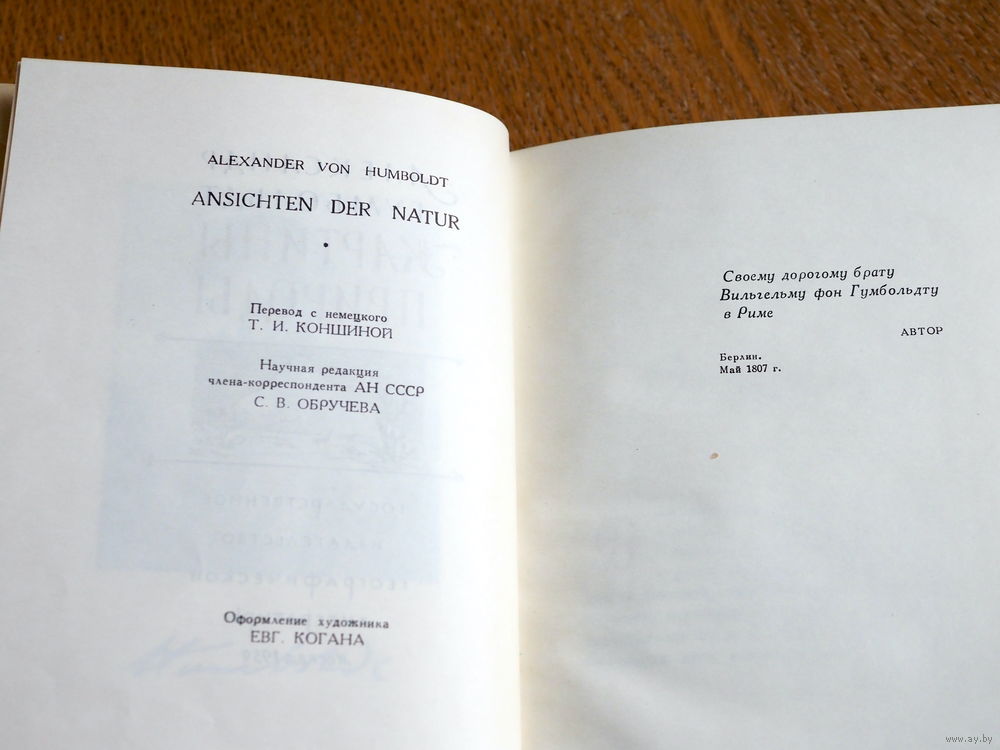 ALEXANDER VON HUMBOLDT
ANSICHTEN DER NATUR
Перевод с немецкого
Т. И. КОНШИНОЙ
Научная редакция
члена-корреспондента АН СССР
С. В. ОБРУЧЕВА
Оформление художника
ЕВГ. КОГАНА
Своему дорогому брату
Вильгельму фон Гумбольдту
в Риме
АВТОР
Берлин.
Май 1807 г.
www.ay.by